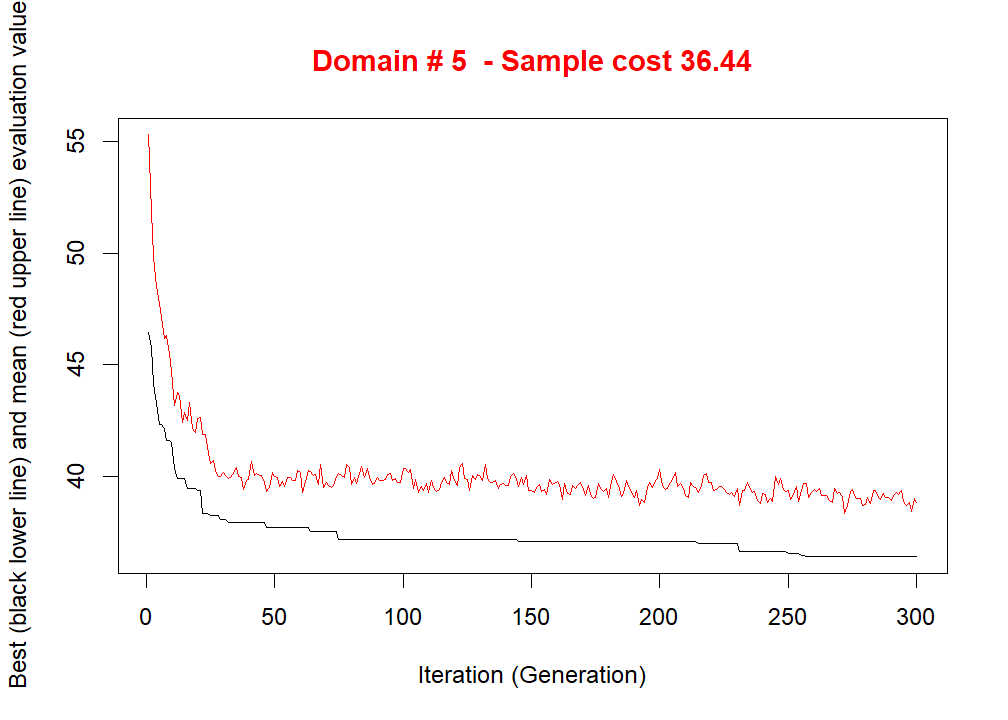 Domain # 5  - Sample cost 36.44
Best (black lower line) and mean (red upper line) evaluation value
55
50
45
40
0 50 100 150 200 250 300
Iteration (Generation)